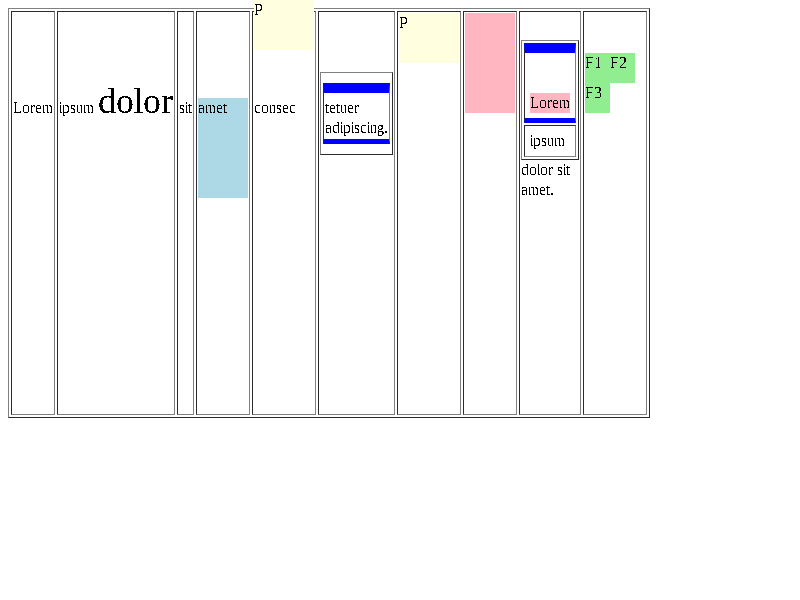 P
P
F1 F2
F3
Lorem ipsum dolor sit amet consec tetuer
adipiscing.
Lorem
ipsum
dolor sit
amet.